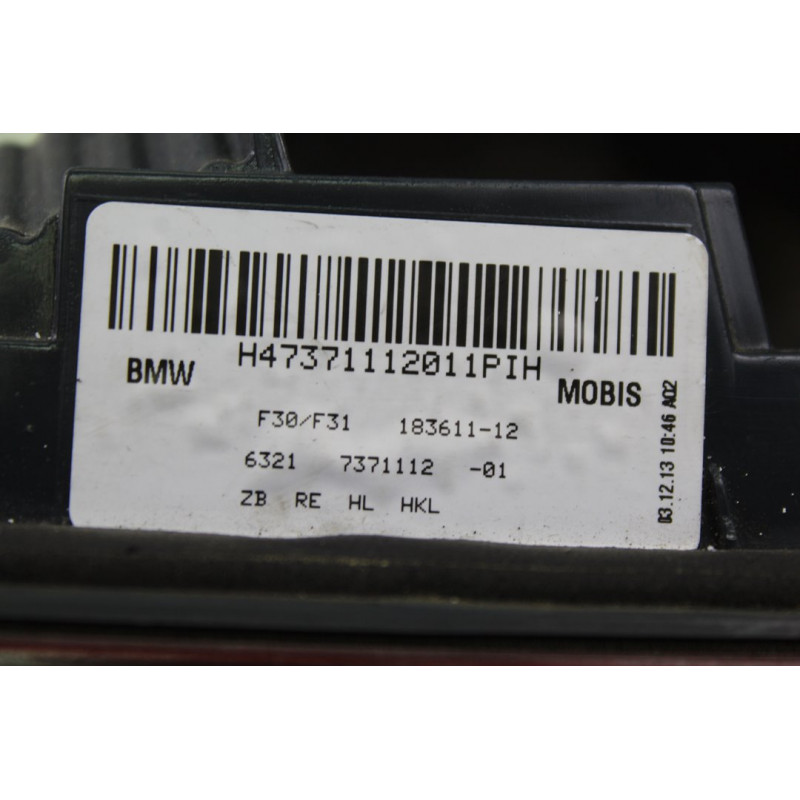 H47371112011PIH
BMW
MOBIS
F30/F31 183611-12
6321 7371112 -01
ZB RE HL HKL
03.12.13 10:46 A02